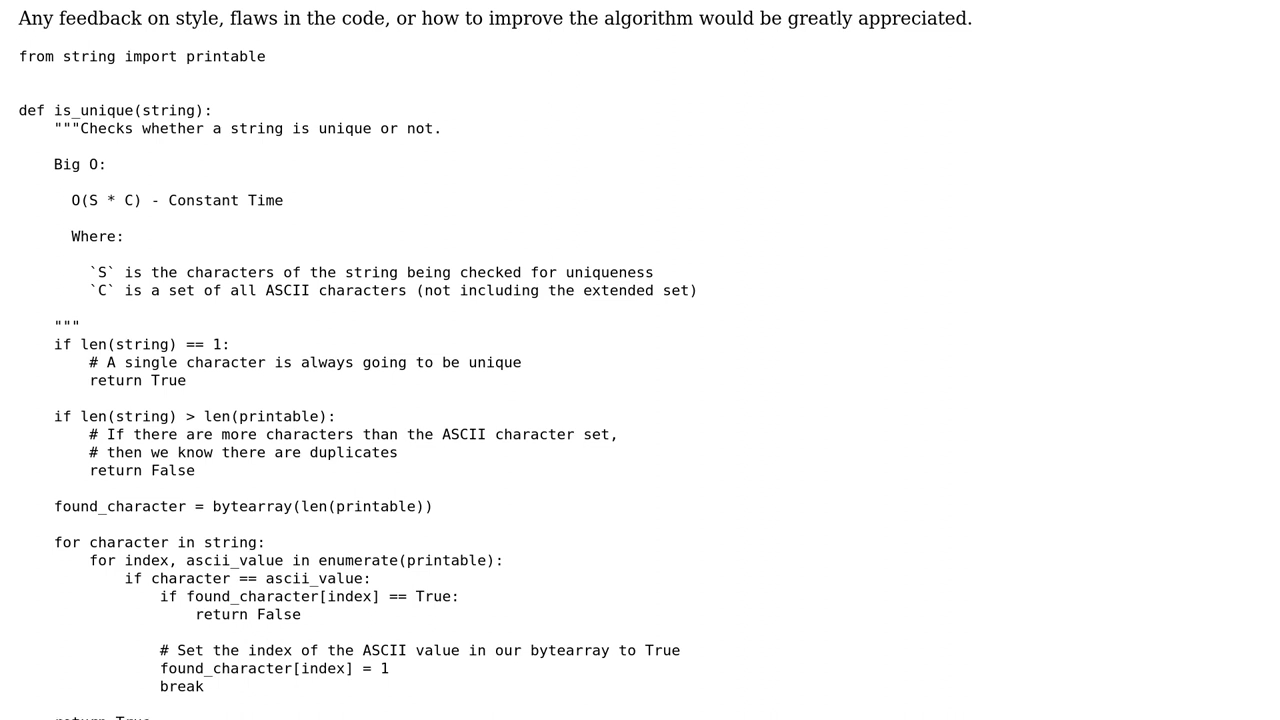 Any feedback on style, flaws in the code, or how to improve the algorithm would be greatly appreciated.
from string import printable
def is_unique(string):
    """Checks whether a string is unique or not.
    Big O:
      O(S * C) - Constant Time
      Where:
        `S` is the characters of the string being checked for uniqueness
        `C` is a set of all ASCII characters (not including the extended set)
    """
    if len(string) == 1:
        # A single character is always going to be unique
        return True
    if len(string) > len(printable):
        # If there are more characters than the ASCII character set,
        # then we know there are duplicates
        return False
    found_character = bytearray(len(printable))
    for character in string:
        for index, ascii_value in enumerate(printable):
            if character == ascii_value:
                if found_character[index] == True:
                    return False
                # Set the index of the ASCII value in our bytearray to True
                found_character[index] = 1
                break
    return True